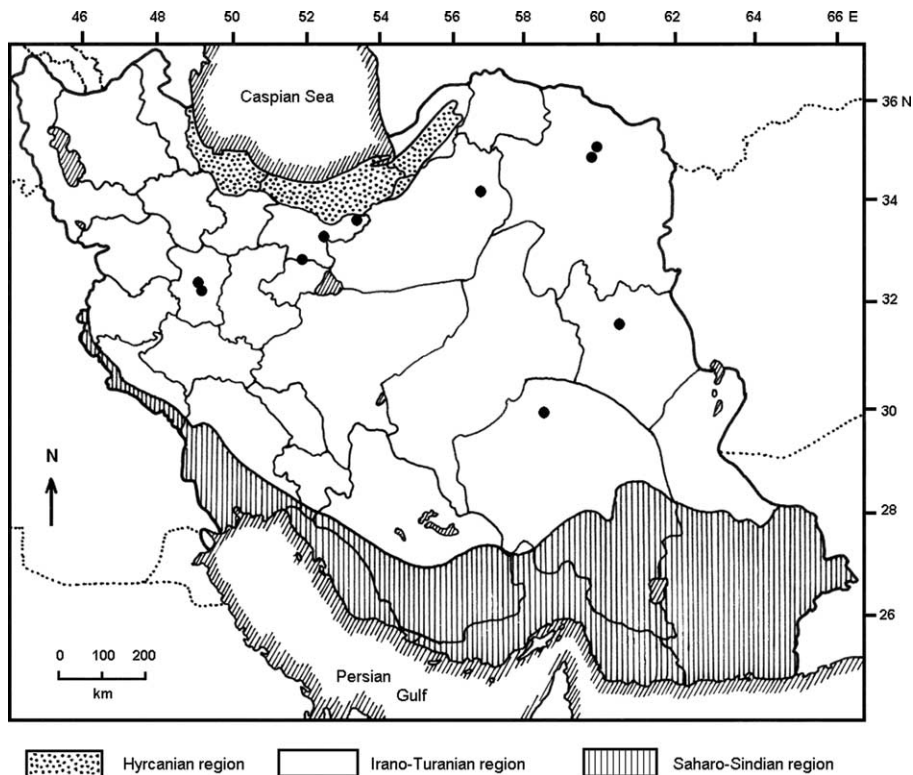 46 48 50 52 54 56 58 60 62 64 66 E
Caspian Sea
36 N
34
32
30
N
28
26
0 100 200
km
Persian
Gulf
Hyrcanian region Irano-Turanian region Saharo-Sindian region